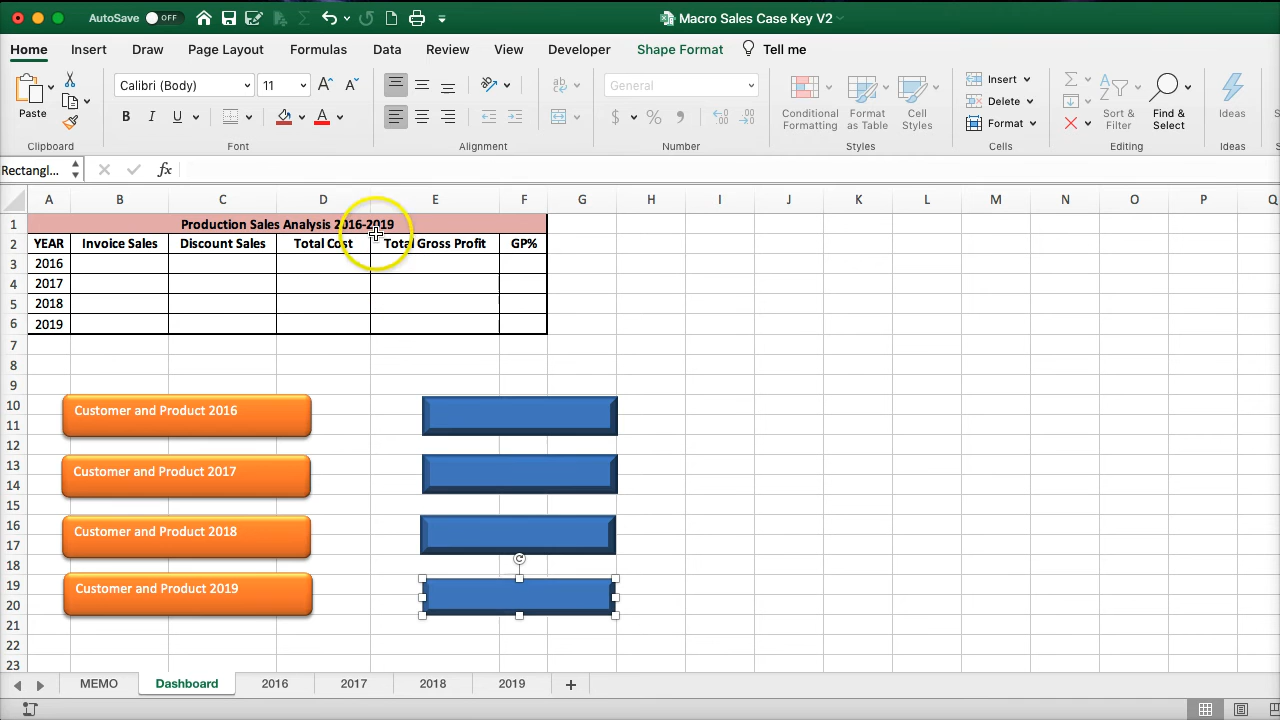 AutoSave OFF Macro Sales Case Key V2
Home Insert Draw Page Layout Formulas Data Review View Developer Shape Format Tell me
Calibri (Body) 11 A A ab General Insert Σ A
Paste B I U A $ % Conditional Formatting Format as Table Cell Styles Delete Format Sort & Filter Find & Select Ideas
Clipboard Font Alignment Number Styles Cells Editing Ideas
Rectangl... fx
A B C D E F G H I J K L M N O P Q
1 Production Sales Analysis 2016-2019
2 YEAR Invoice Sales Discount Sales Total Cost Total Gross Profit GP%
3 2016
4 2017
5 2018
6 2019
7
8
9
10 Customer and Product 2016
11
12
13 Customer and Product 2017
14
15
16 Customer and Product 2018
17
18
19 Customer and Product 2019
20
21
22
23
MEMO Dashboard 2016 2017 2018 2019